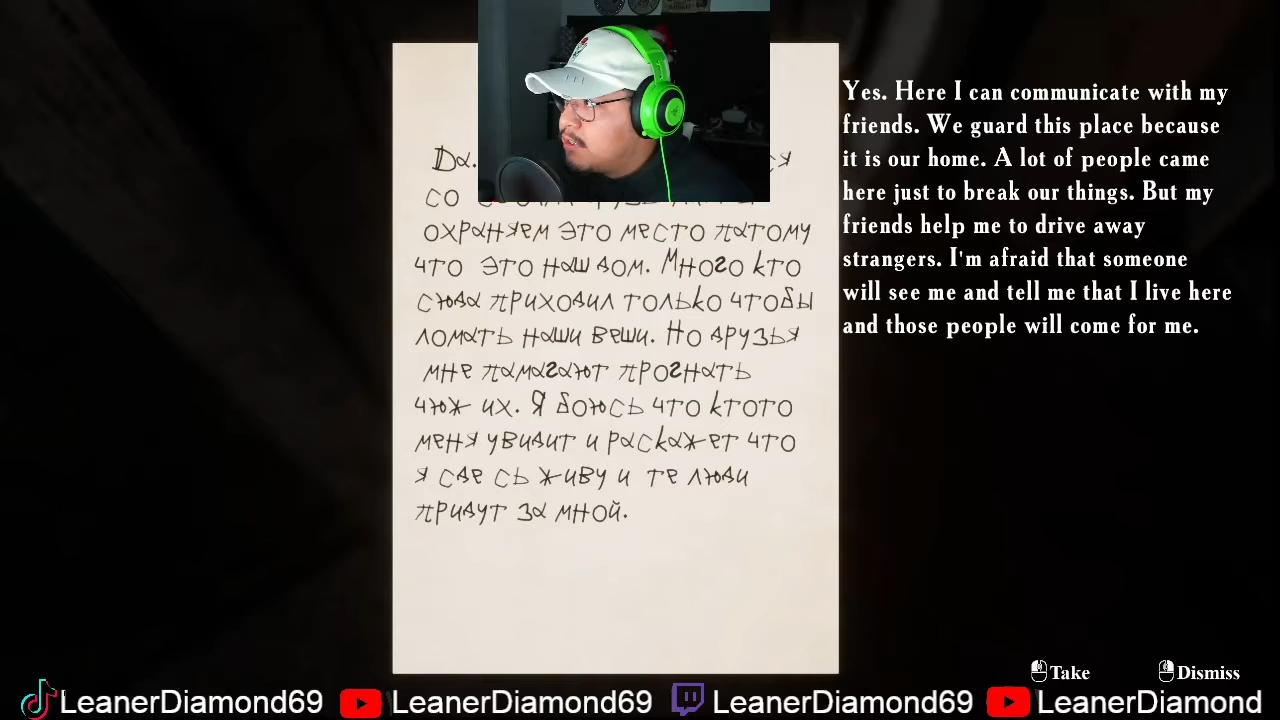 Да.
со
охраняем это место патому
что это наш дом. Много кто
сюда приходил только чтобы
ломать наши веши. Но друзья
мне памагают прогнать
чюж их. Я боюсь что ктото
меня увидит и раскажет что
я сде сь живу и те люди
придут за мной.
Yes. Here I can communicate with my
friends. We guard this place because
it is our home. A lot of people came
here just to break our things. But my
friends help me to drive away
strangers. I'm afraid that someone
will see me and tell me that I live here
and those people will come for me.
Take Dismiss
LeanerDiamond69 LeanerDiamond69 LeanerDiamond69 LeanerDiamond